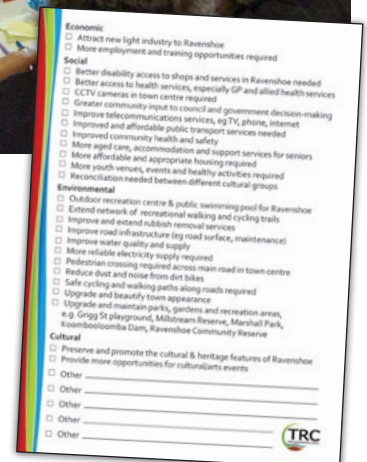 Economic
□ Attract new light industry to Ravenshoe
□ More employment and training opportunities required
Social
□ Better disability access to shops and services in Ravenshoe needed
□ Better access to health services, especially GP and allied health services
□ CCTV cameras in town centre required
□ Greater community input to council and government decision-making
□ Improve telecommunications services, eg TV, phone, internet
□ Improved and affordable public transport services needed
□ Improved community health and safety
□ More aged care, accommodation and support services for seniors
□ More affordable and appropriate housing required
□ More youth venues, events and healthy activities required
□ Reconciliation needed between different cultural groups
Environmental
□ Outdoor recreation centre & public swimming pool for Ravenshoe
□ Extend network of recreational walking and cycling trails
□ Improve and extend rubbish removal services
□ Improve road infrastructure (eg road surface, maintenance)
□ Improve water quality and supply
□ More reliable electricity supply required
□ Pedestrian crossing required across main road in town centre
□ Reduce dust and noise from dirt bikes
□ Safe cycling and walking paths along roads required
□ Upgrade and beautify town appearance
□ Upgrade and maintain parks, gardens and recreation areas,
e.g. Grigg St playground, Millstream Reserve, Marshall Park,
Koombooloomba Dam, Ravenshoe Community Reserve
Cultural
□ Preserve and promote the cultural & heritage features of Ravenshoe
□ Provide more opportunities for cultural/arts events
□ Other
□ Other
□ Other
□ Other
□ Other
TRC